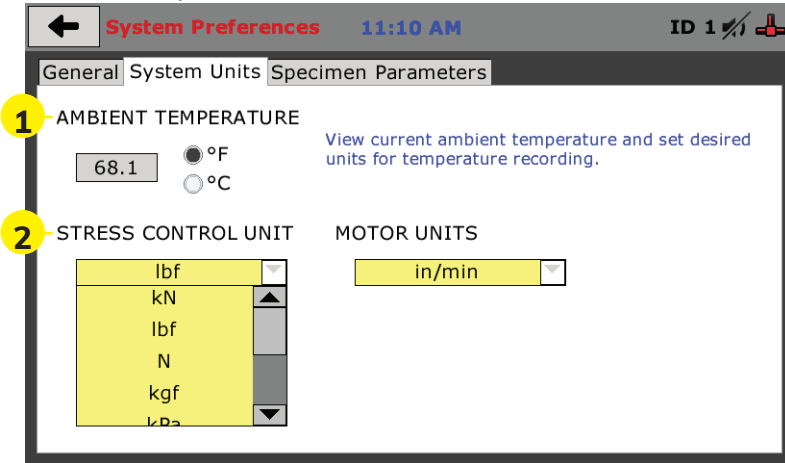 System Preferences 11:10 AM ID 1
General System Units Specimen Parameters
1 AMBIENT TEMPERATURE
View current ambient temperature and set desired
units for temperature recording.
68.1
°F
°C
2 STRESS CONTROL UNIT MOTOR UNITS
lbf in/min
kN
lbf
N
kgf
kPa